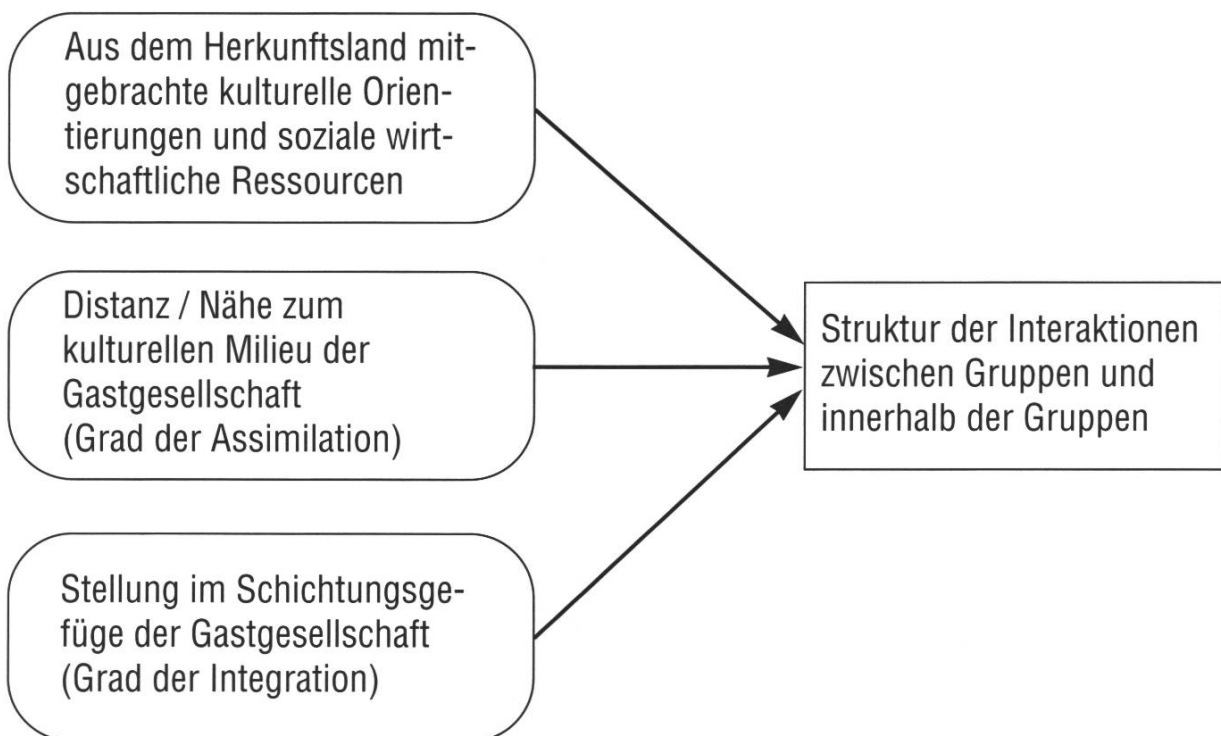 Aus dem Herkunftsland mit-
gebrachte kulturelle Orien-
tierungen und soziale wirt-
schaftliche Ressourcen
Distanz / Nähe zum
kulturellen Milieu der
Gastgesellschaft
(Grad der Assimilation)
Stellung im Schichtungsge-
füge der Gastgesellschaft
(Grad der Integration)
Struktur der Interaktionen
zwischen Gruppen und
innerhalb der Gruppen